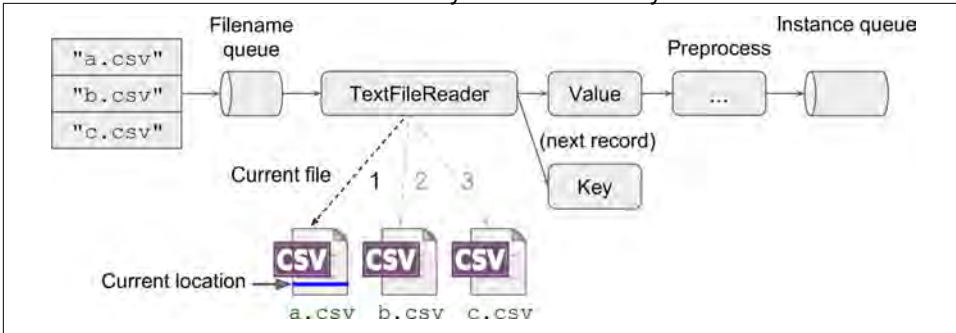 Filename
queue
Instance queue
Preprocess
"a.csv"
"b.csv"
"c.csv"
TextFileReader
Value
...
(next record)
Key
Current file
1
2
3
CSV
CSV
CSV
Current location
a.csv
b.csv
c.csv